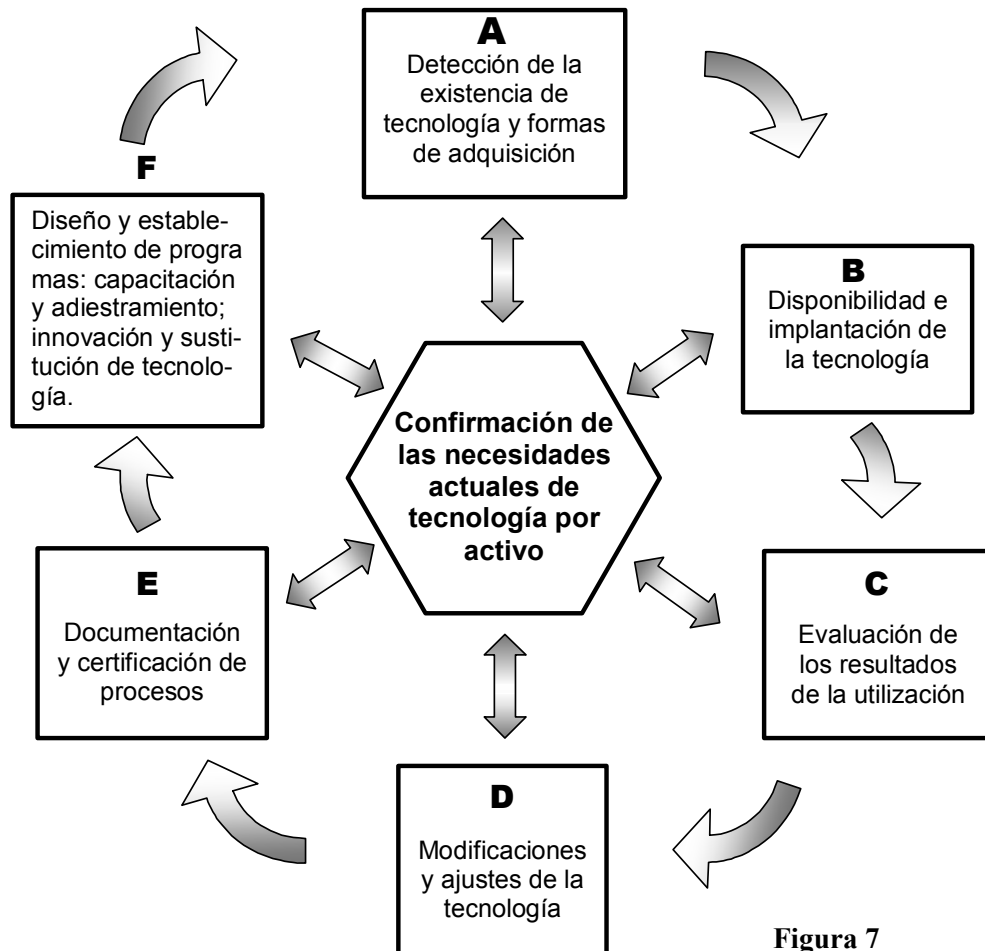 A
Detección de la
existencia de
tecnología y formas
de adquisición
B
Disponibilidad e
implantación de
la tecnología
C
Evaluación de
los resultados
de la utilización
D
Modificaciones
y ajustes de la
tecnología
E
Documentación
y certificación de
procesos
F
Diseño y estable-
cimiento de progra
mas: capacitación
y adiestramiento;
innovación y susti-
tución de tecnolo-
gía.
Confirmación de
las necesidades
actuales de
tecnología por
activo
Figura 7